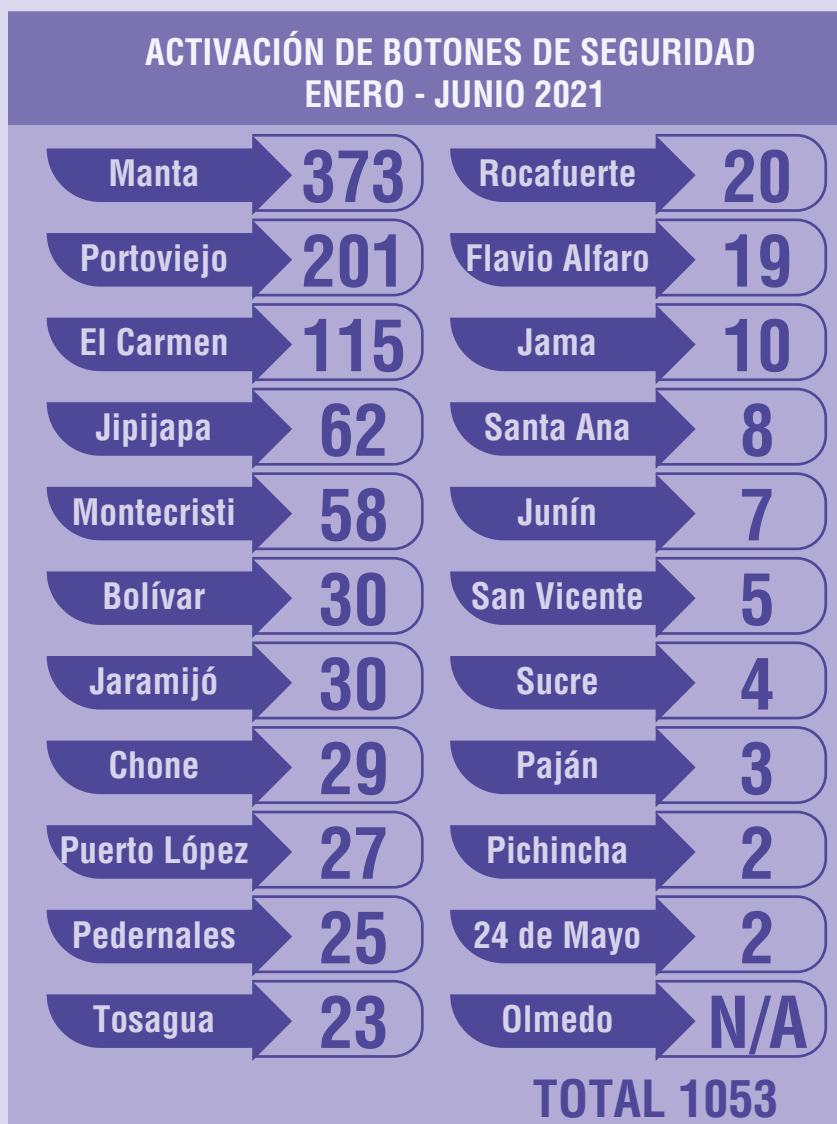 ACTIVACIÓN DE BOTONES DE SEGURIDAD
ENERO - JUNIO 2021
Manta 373
Portoviejo 201
El Carmen 115
Jipijapa 62
Montecristi 58
Bolívar 30
Jaramijó 30
Chone 29
Puerto López 27
Pedernales 25
Tosagua 23
Rocafuerte 20
Flavio Alfaro 19
Jama 10
Santa Ana 8
Junín 7
San Vicente 5
Sucre 4
Paján 3
Pichincha 2
24 de Mayo 2
Olmedo N/A
TOTAL 1053